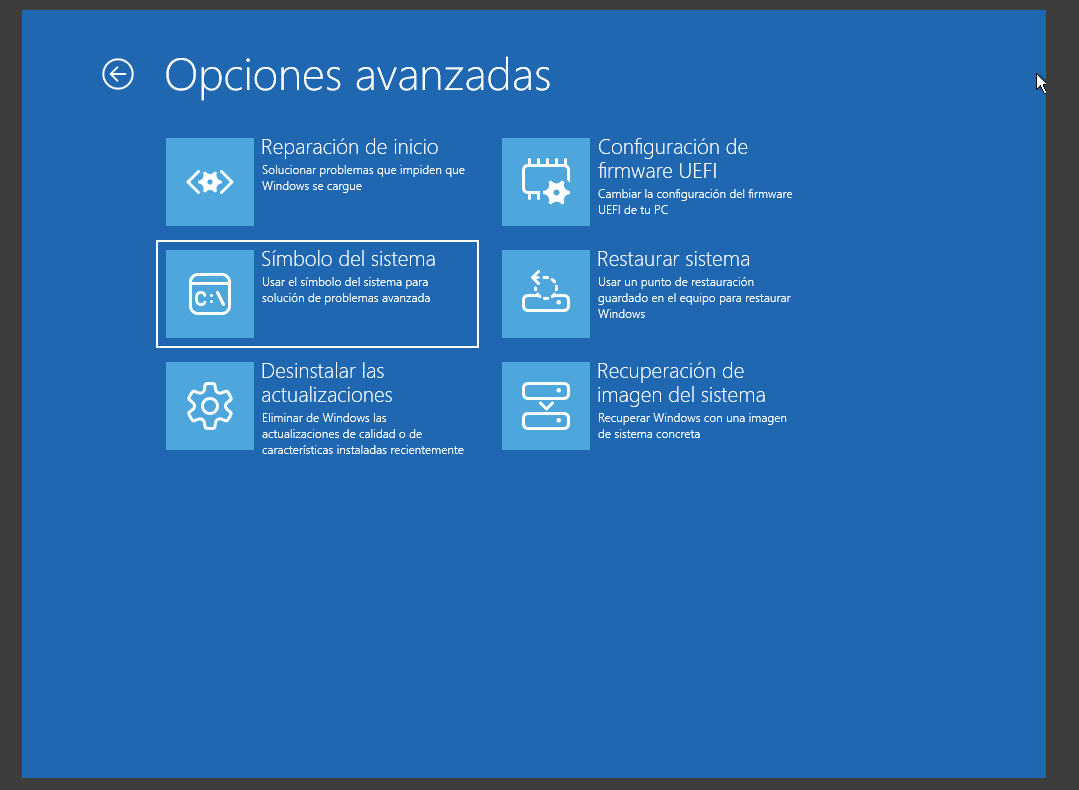 Opciones avanzadas
Reparación de inicio
Solucionar problemas que impiden que
Windows se cargue
Configuración de
firmware UEFI
Cambiar la configuración del firmware
UEFI de tu PC
C:\
Símbolo del sistema
Usar el símbolo del sistema para
solución de problemas avanzada
Restaurar sistema
Usar un punto de restauración
guardado en el equipo para restaurar
Windows
Desinstalar las
actualizaciones
Eliminar de Windows las
actualizaciones de calidad o de
características instaladas recientemente
Recuperación de
imagen del sistema
Recuperar Windows con una imagen
de sistema concreta